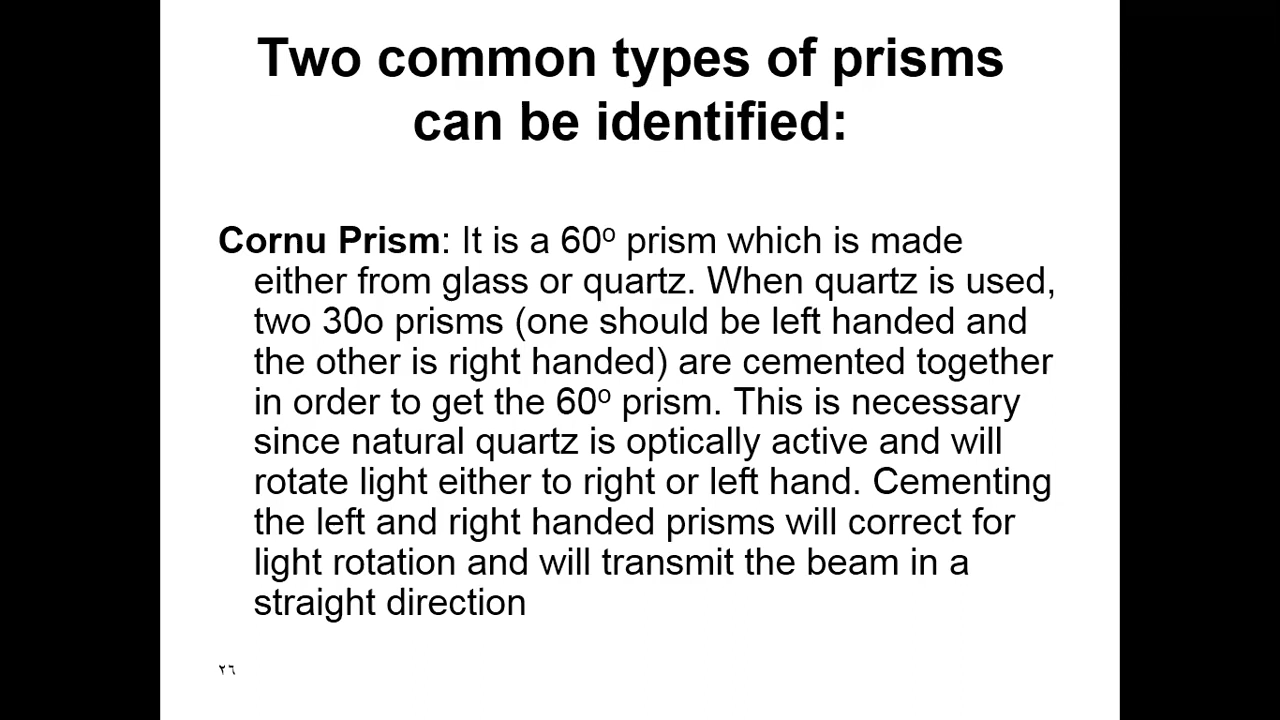 Two common types of prisms
can be identified:
Cornu Prism: It is a 60º prism which is made
either from glass or quartz. When quartz is used,
two 30o prisms (one should be left handed and
the other is right handed) are cemented together
in order to get the 60º prism. This is necessary
since natural quartz is optically active and will
rotate light either to right or left hand. Cementing
the left and right handed prisms will correct for
light rotation and will transmit the beam in a
straight direction
٢٦